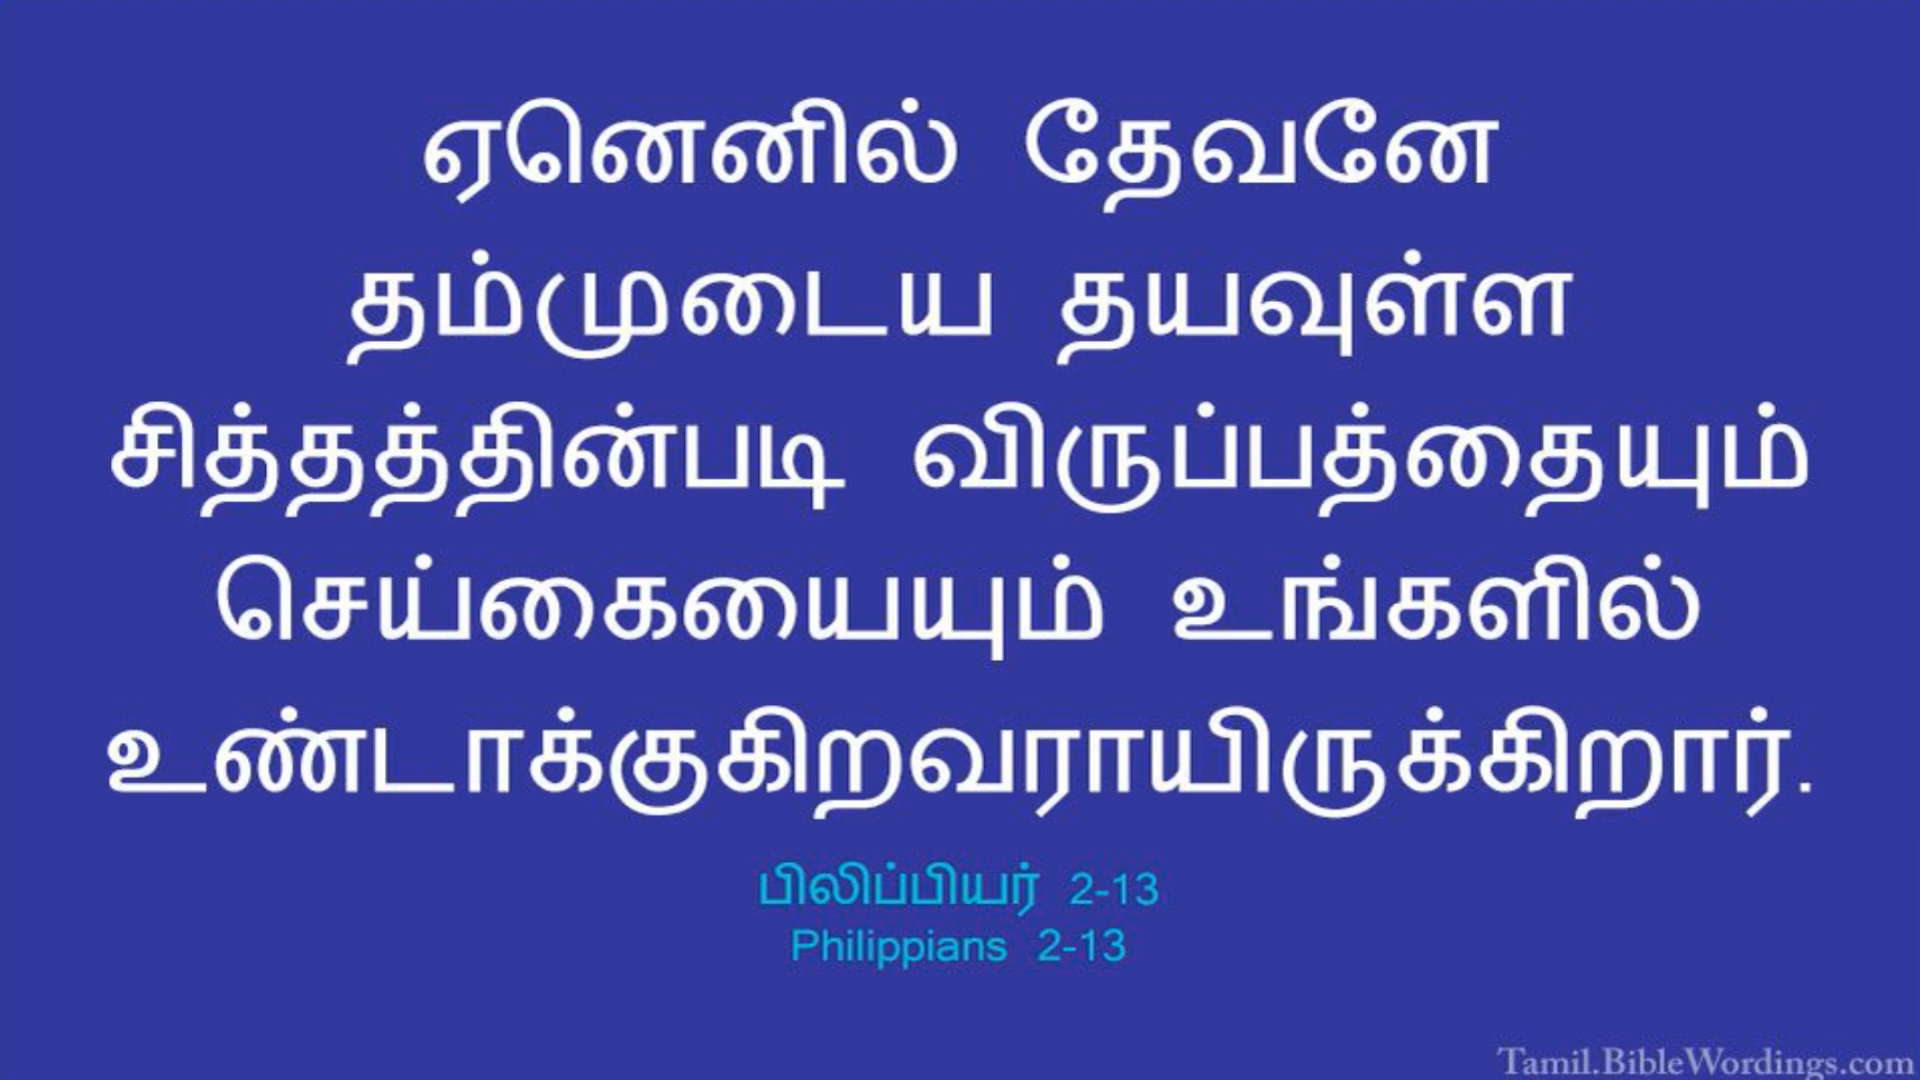 ஏனெனில் தேவனே
தம்முடைய தயவுள்ள
சித்தத்தின்படி விருப்பத்தையும்
செய்கையையும் உங்களில்
உண்டாக்குகிறவராயிருக்கிறார்.
பிலிப்பியர் 2-13
Philippians 2-13
Tamil.BibleWordings.com